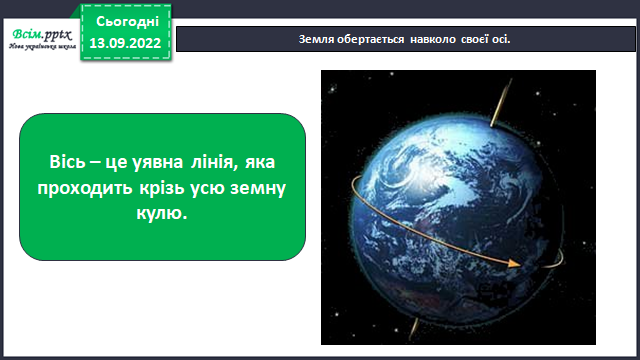 Всім.pptx
Нова українська школа
Сьогодні
13.09.2022
Земля обертається навколо своєї осі.
Вісь – це уявна лінія, яка
проходить крізь усю земну
кулю.